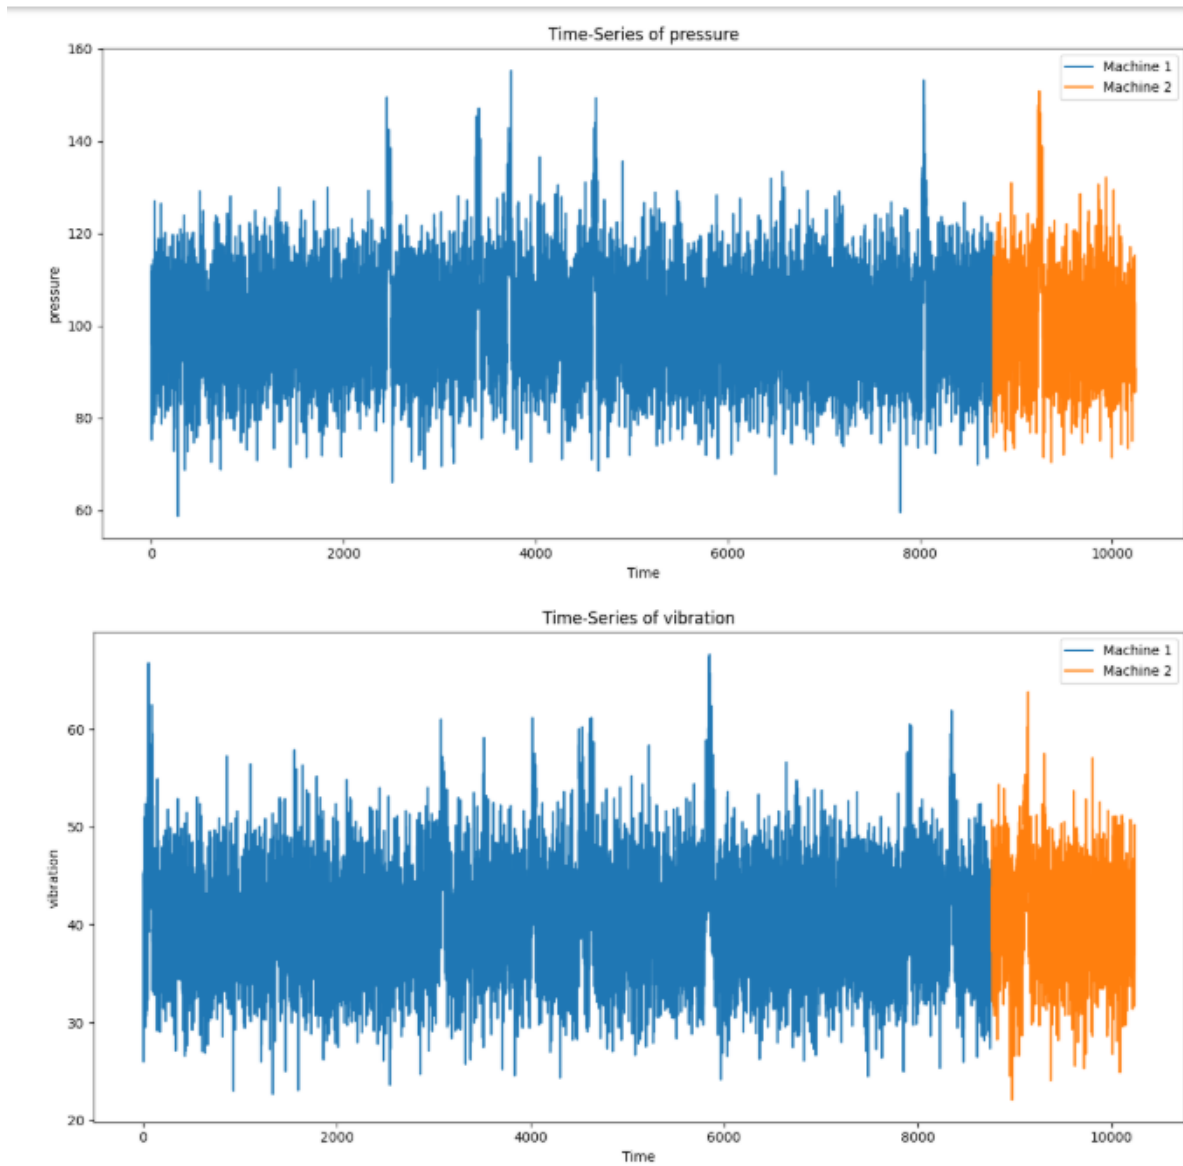 Time-Series of pressure
160
140
120
100
80
60
pressure
Machine 1
Machine 2
0 2000 4000 6000 8000 10000
Time
Time-Series of vibration
60
50
40
30
20
vibration
Machine 1
Machine 2
0 2000 4000 6000 8000 10000
Time